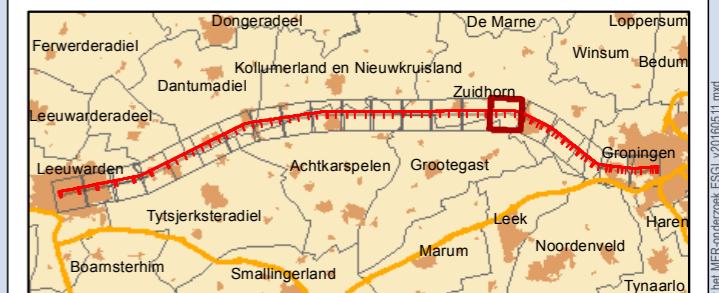 Dongeradeel
De Marne
Loppersum
Ferwerderadiel
Winsum
Bedum
Kollumerland en Nieuwkruisland
Dantumadiel
Zuidhorn
Leeuwarderadeel
Groningen
Leeuwarden
Achtkarspelen
Grootegast
Tytsjerksteradiel
Leek
Haren
Noordenveld
Marum
Boarnsterhim
Smallingerland
Tynaarlo